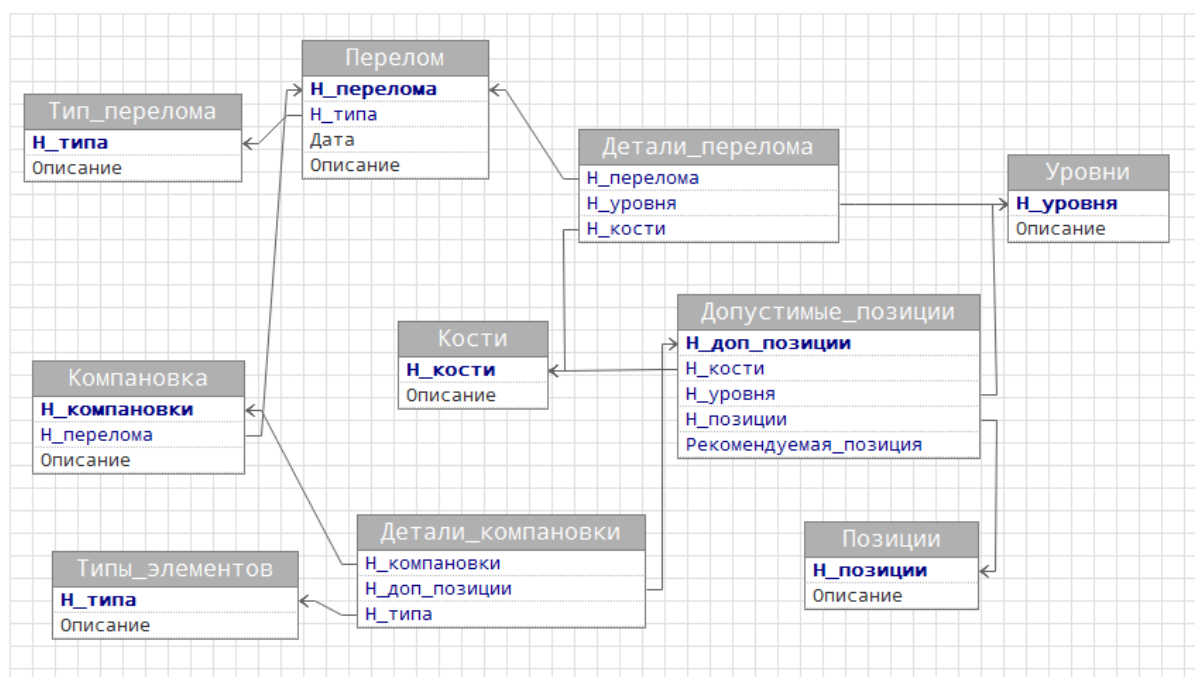 Перелом
Н_перелома
Н_типа
Дата
Описание
Тип_перелома
Н_типа
Описание
Детали_перелома
Н_перелома
Н_уровня
Н_кости
Уровни
Н_уровня
Описание
Допустимые_позиции
Н_доп_позиции
Н_кости
Н_уровня
Н_позиции
Рекомендуемая_позиция
Кости
Н_кости
Описание
Компановка
Н_компановки
Н_перелома
Описание
Детали_компановки
Н_компановки
Н_доп_позиции
Н_типа
Типы_элементов
Н_типа
Описание
Позиции
Н_позиции
Описание